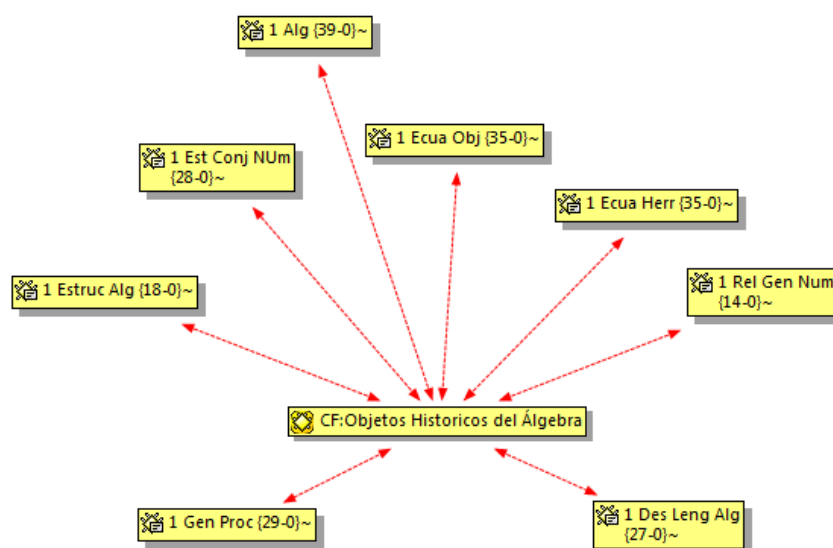 1 Alg {39-0}~
1 Ecua Obj {35-0}~
1 Est Conj NUm
{28-0}~
1 Ecua Herr {35-0}~
1 Estruc Alg {18-0}~
1 Rel Gen Num
{14-0}~
CF:Objetos Historicos del Álgebra
1 Gen Proc {29-0}~
1 Des Leng Alg
{27-0}~